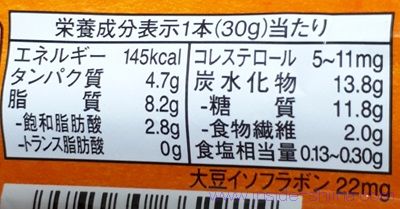 栄養成分表示1本(30g)当たり
エネルギー 145kcal
タンパク質 4.7g
脂質 8.2g
-飽和脂肪酸 2.8g
-トランス脂肪酸 0g
コレステロール 5~11mg
炭水化物 13.8g
-糖質 11.8g
-食物繊維 2.0g
食塩相当量 0.13~0.30g
大豆イソフラボン 22mg